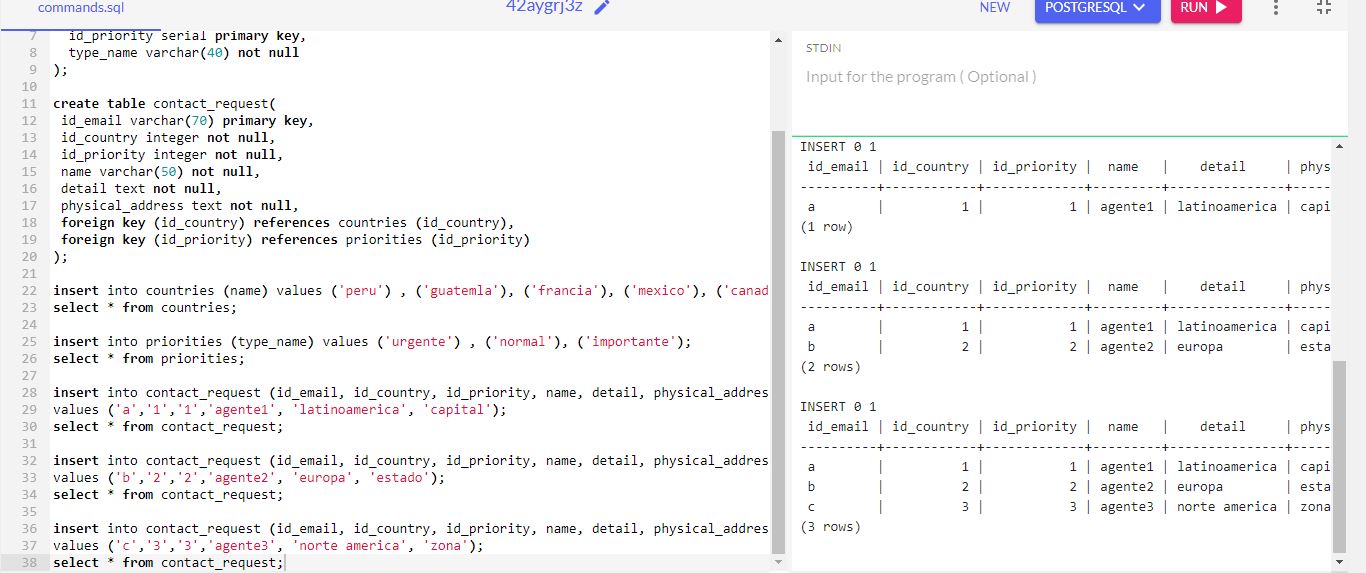 commands.sql
42aygrj3z
NEW
POSTGRESQL
RUN
7 id_priority serial primary key,
8 type_name varchar(40) not null
9 );
10
11 create table contact_request(
12 id_email varchar(70) primary key,
13 id_country integer not null,
14 id_priority integer not null,
15 name varchar(50) not null,
16 detail text not null,
17 physical_address text not null,
18 foreign key (id_country) references countries (id_country),
19 foreign key (id_priority) references priorities (id_priority)
20 );
21
22 insert into countries (name) values ('peru') , ('guatemla'), ('francia'), ('mexico'), ('canad
23 select * from countries;
24
25 insert into priorities (type_name) values ('urgente') , ('normal'), ('importante');
26 select * from priorities;
27
28 insert into contact_request (id_email, id_country, id_priority, name, detail, physical_addres
29 values ('a','1','1','agente1', 'latinoamerica', 'capital');
30 select * from contact_request;
31
32 insert into contact_request (id_email, id_country, id_priority, name, detail, physical_addres
33 values ('b','2','2','agente2', 'europa', 'estado');
34 select * from contact_request;
35
36 insert into contact_request (id_email, id_country, id_priority, name, detail, physical_addres
37 values ('c','3','3','agente3', 'norte america', 'zona');
38 select * from contact_request;
STDIN
Input for the program ( Optional )
INSERT 0 1
id_email | id_country | id_priority | name | detail | phys
----------+------------+-------------+---------+---------------+-----
a | 1 | 1 | agente1 | latinoamerica | capi
(1 row)
INSERT 0 1
id_email | id_country | id_priority | name | detail | phys
----------+------------+-------------+---------+---------------+-----
a | 1 | 1 | agente1 | latinoamerica | capi
b | 2 | 2 | agente2 | europa | esta
(2 rows)
INSERT 0 1
id_email | id_country | id_priority | name | detail | phys
----------+------------+-------------+---------+---------------+-----
a | 1 | 1 | agente1 | latinoamerica | capi
b | 2 | 2 | agente2 | europa | esta
c | 3 | 3 | agente3 | norte america | zona
(3 rows)